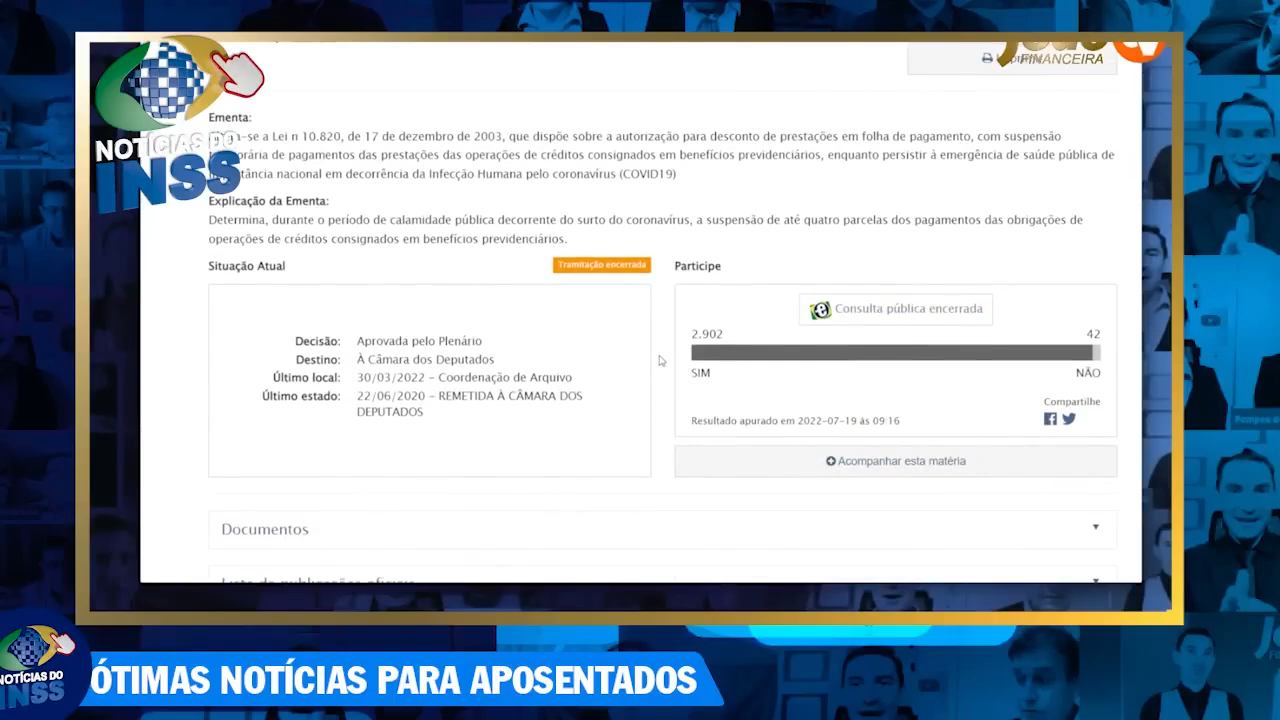 FINANCEIRA
NOTÍCIAS DO
INSS
Ementa:
-se a Lei n 10.820, de 17 de dezembro de 2003, que dispõe sobre a autorização para desconto de prestações em folha de pagamento, com suspensão
orária de pagamentos das prestações das operações de créditos consignados em benefícios previdenciários, enquanto persistir à emergência de saúde pública de
tância nacional em decorrência da Infecção Humana pelo coronavírus (COVID19)
Explicação da Ementa:
Determina, durante o período de calamidade pública decorrente do surto do coronavírus, a suspensão de até quatro parcelas dos pagamentos das obrigações de
operações de créditos consignados em benefícios previdenciários.
Situação Atual
Tramitação encerrada
Decisão: Aprovada pelo Plenário
Destino: À Câmara dos Deputados
Último local: 30/03/2022 - Coordenação de Arquivo
Último estado: 22/06/2020 - REMETIDA À CÂMARA DOS
DEPUTADOS
Participe
Consulta pública encerrada
2.902 42
SIM NÃO
Compartilhe
Resultado apurado em 2022-07-19 às 09:16
Acompanhar esta matéria
Documentos
NOTÍCIAS DO
INSS
ÓTIMAS NOTÍCIAS PARA APOSENTADOS